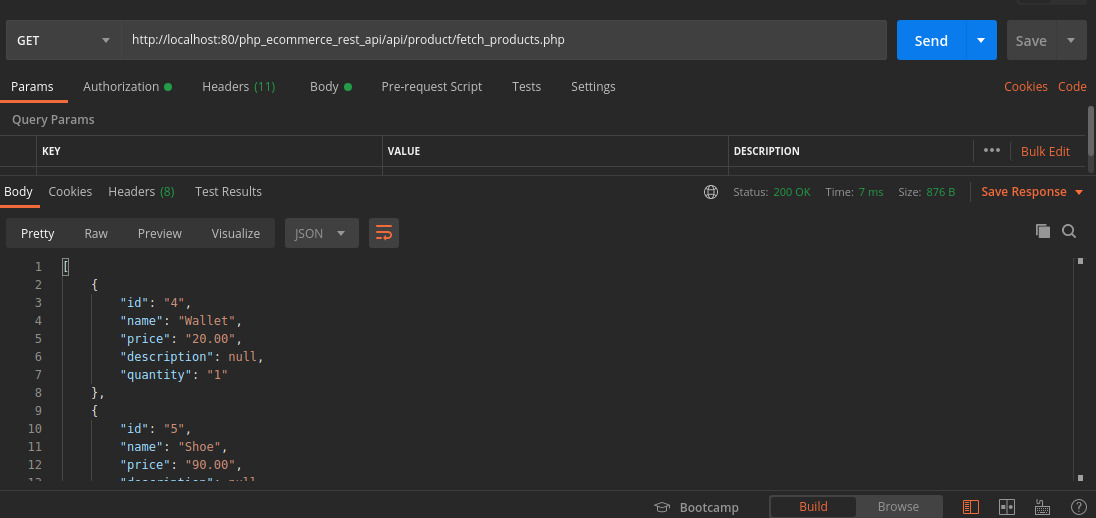 GET http://localhost:80/php_ecommerce_rest_api/api/product/fetch_products.php Send Save
Params Authorization Headers (11) Body Pre-request Script Tests Settings Cookies Code
Query Params
KEY VALUE DESCRIPTION ••• Bulk Edit
Body Cookies Headers (8) Test Results Status: 200 OK Time: 7 ms Size: 876 B Save Response
Pretty Raw Preview Visualize JSON
1 [
2 {
3 "id": "4",
4 "name": "Wallet",
5 "price": "20.00",
6 "description": null,
7 "quantity": "1"
8 },
9 {
10 "id": "5",
11 "name": "Shoe",
12 "price": "90.00",
Bootcamp Build Browse ?